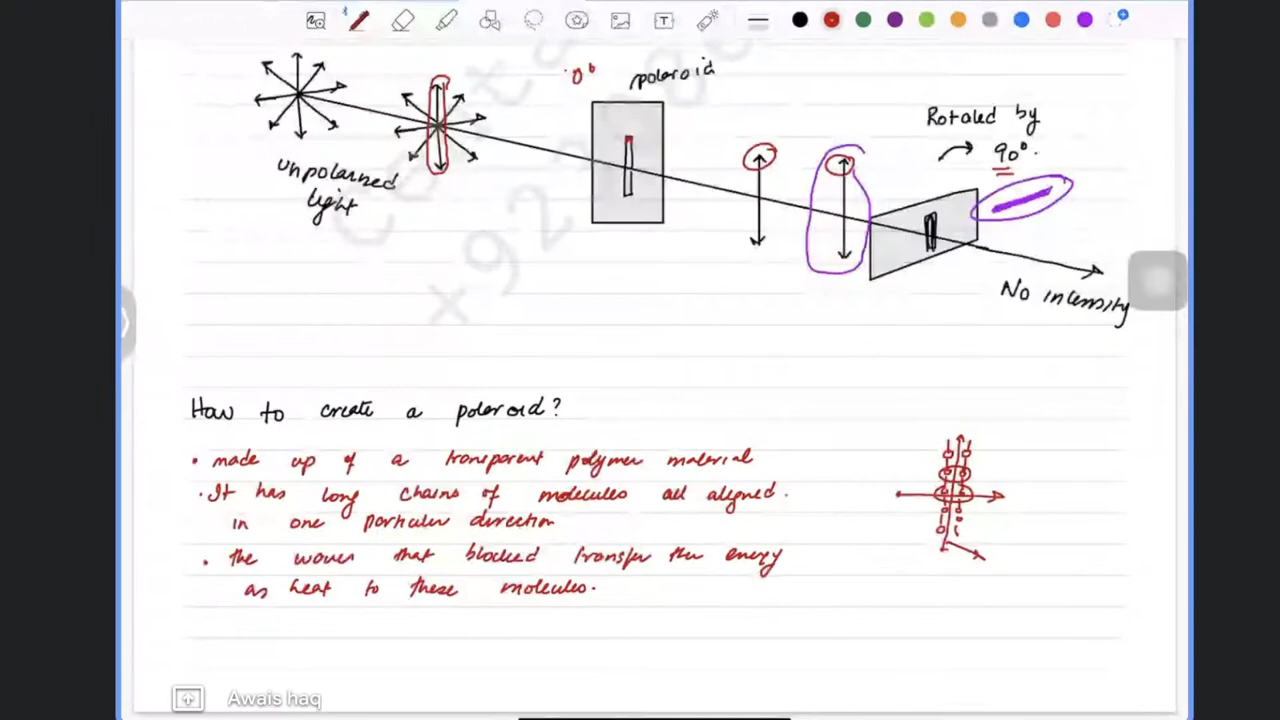 0°
polaroid
Rotated by
90°.
unpolarized
light
No intensity
How to create a polaroid?
• made up of a transparent polymer material
• It has long chains of molecules all aligned.
in one particular direction
• the waves that blocked transfer the energy
as heat to these molecules.
Awais haq